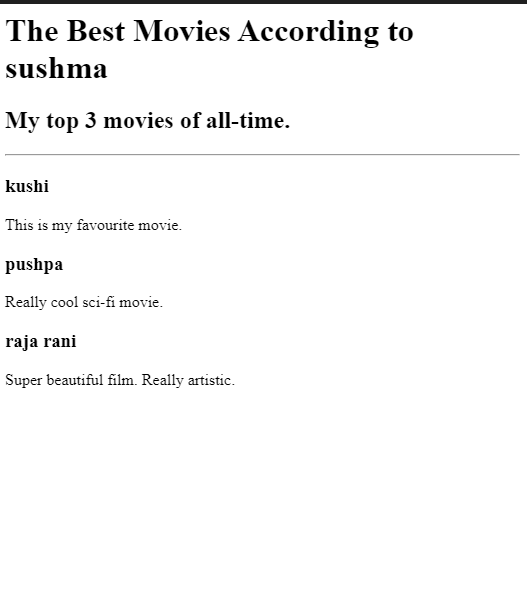 The Best Movies According to
sushma
My top 3 movies of all-time.
kushi
This is my favourite movie.
pushpa
Really cool sci-fi movie.
raja rani
Super beautiful film. Really artistic.